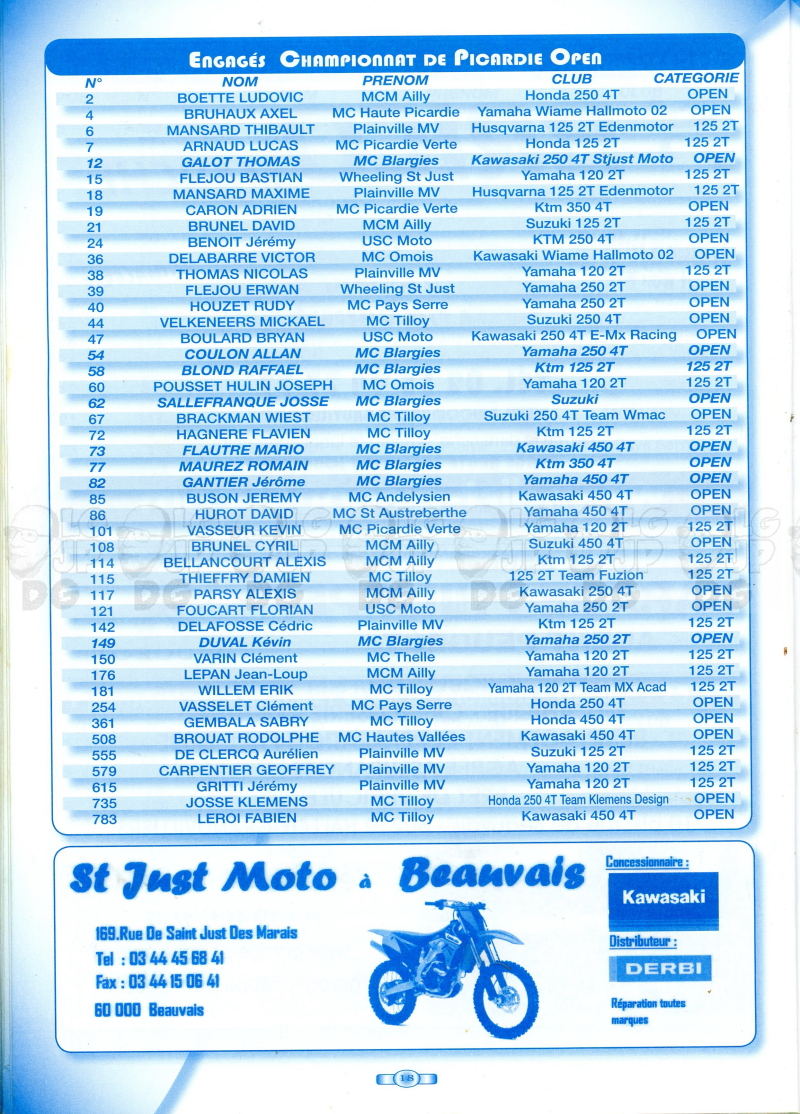 Engagés Championnat de Picardie Open
N° NOM PRENOM CLUB CATEGORIE
2 BOETTE LUDOVIC MCM Ailly Honda 250 4T OPEN
4 BRUHAUX AXEL MC Haute Picardie Yamaha Wiame Hallmoto 02 OPEN
6 MANSARD THIBAULT Plainville MV Husqvarna 125 2T Edenmotor 125 2T
7 ARNAUD LUCAS MC Picardie Verte Honda 125 2T 125 2T
12 GALOT THOMAS MC Blargies Kawasaki 250 4T Stjust Moto OPEN
15 FLEJOU BASTIAN Wheeling St Just Yamaha 120 2T 125 2T
18 MANSARD MAXIME Plainville MV Husqvarna 125 2T Edenmotor 125 2T
19 CARON ADRIEN MC Picardie Verte Ktm 350 4T OPEN
21 BRUNEL DAVID MCM Ailly Suzuki 125 2T 125 2T
24 BENOIT Jérémy USC Moto KTM 250 4T OPEN
36 DELABARRE VICTOR MC Omois Kawasaki Wiame Hallmoto 02 OPEN
38 THOMAS NICOLAS Plainville MV Yamaha 120 2T 125 2T
39 FLEJOU ERWAN Wheeling St Just Yamaha 250 2T OPEN
40 HOUZET RUDY MC Pays Serre Yamaha 250 2T OPEN
44 VELKENEERS MICKAEL MC Tilloy Suzuki 250 4T OPEN
47 BOULARD BRYAN USC Moto Kawasaki 250 4T E-Mx Racing OPEN
54 COULON ALLAN MC Blargies Yamaha 250 4T OPEN
58 BLOND RAFFAEL MC Blargies Ktm 125 2T 125 2T
60 POUSSET HULIN JOSEPH MC Omois Yamaha 120 2T 125 2T
62 SALLEFRANQUE JOSSE MC Blargies Suzuki OPEN
67 BRACKMAN WIEST MC Tilloy Suzuki 250 4T Team Wmac OPEN
72 HAGNERE FLAVIEN MC Tilloy Ktm 125 2T 125 2T
73 FLAUTRE MARIO MC Blargies Kawasaki 450 4T OPEN
77 MAUREZ ROMAIN MC Blargies Ktm 350 4T OPEN
82 GANTIER Jérôme MC Blargies Yamaha 450 4T OPEN
85 BUSON JEREMY MC Andelysien Kawasaki 450 4T OPEN
86 HUROT DAVID MC St Austreberthe Yamaha 450 4T OPEN
101 VASSEUR KEVIN MC Picardie Verte Yamaha 120 2T 125 2T
108 BRUNEL CYRIL MCM Ailly Suzuki 450 4T OPEN
114 BELLANCOURT ALEXIS MCM Ailly Ktm 125 2T 125 2T
115 THIEFFRY DAMIEN MC Tilloy 125 2T Team Fuzion 125 2T
117 PARSY ALEXIS MCM Ailly Kawasaki 250 4T OPEN
121 FOUCART FLORIAN USC Moto Yamaha 250 2T OPEN
142 DELAFOSSE Cédric Plainville MV Ktm 125 2T 125 2T
149 DUVAL Kévin MC Blargies Yamaha 250 2T OPEN
150 VARIN Clément MC Thelle Yamaha 120 2T 125 2T
176 LEPAN Jean-Loup MCM Ailly Yamaha 120 2T 125 2T
181 WILLEM ERIK MC Tilloy Yamaha 120 2T Team MX Acad 125 2T
254 VASSELET Clément MC Pays Serre Honda 250 4T OPEN
361 GEMBALA SABRY MC Tilloy Honda 450 4T OPEN
508 BROUAT RODOLPHE MC Hautes Vallées Kawasaki 450 4T OPEN
555 DE CLERCQ Aurélien Plainville MV Suzuki 125 2T 125 2T
579 CARPENTIER GEOFFREY Plainville MV Yamaha 120 2T 125 2T
615 GRITTI Jérémy Plainville MV Yamaha 120 2T 125 2T
735 JOSSE KLEMENS MC Tilloy Honda 250 4T Team Klemens Design OPEN
783 LEROI FABIEN MC Tilloy Kawasaki 450 4T OPEN
St Just Moto à Beauvais
169.Rue De Saint Just Des Marais
Tel : 03 44 45 68 41
Fax : 03 44 15 06 41
60 000 Beauvais
Concessionnaire :
Kawasaki
Distributeur :
DERBI
Réparation toutes
marques
18